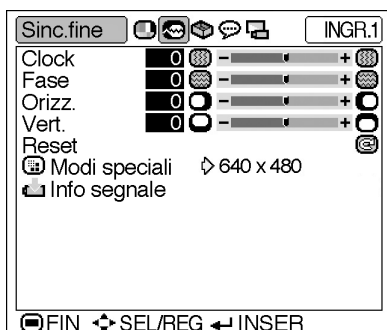 Sinc.fine INGR.1
Clock 0 - +
Fase 0 - +
Orizz. 0 - +
Vert. 0 - +
Reset
Modi speciali 640 x 480
Info segnale
FIN SEL/REG INSER